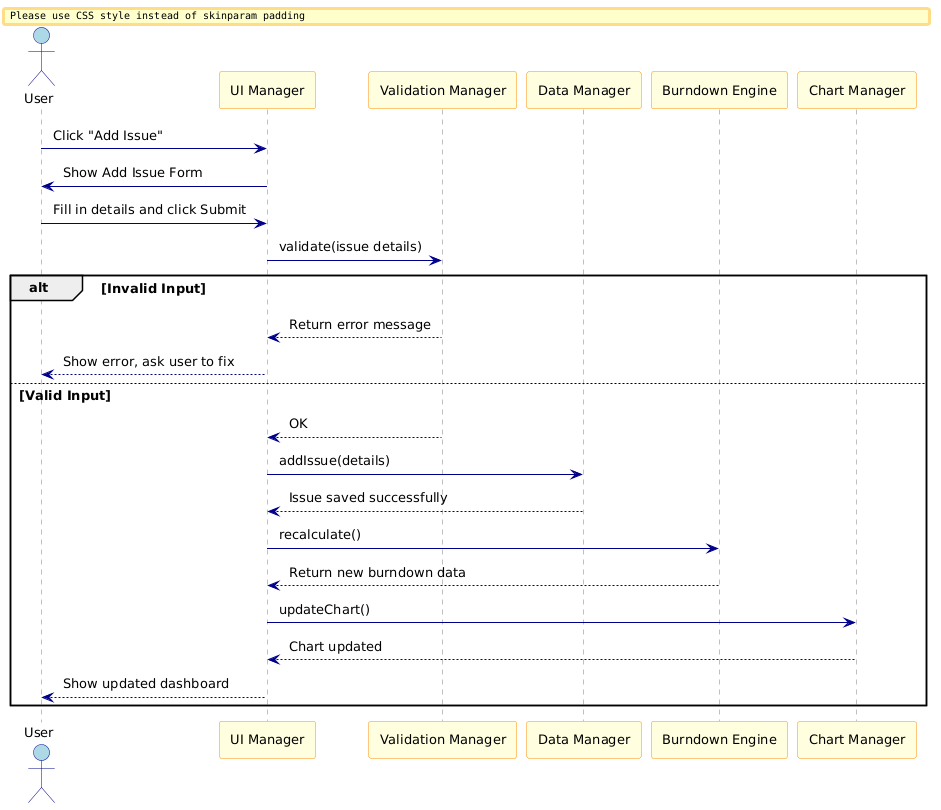 Please use CSS style instead of skinparam padding
User
UI Manager
Validation Manager
Data Manager
Burndown Engine
Chart Manager
Click "Add Issue"
Show Add Issue Form
Fill in details and click Submit
validate(issue details)
alt
[Invalid Input]
Return error message
Show error, ask user to fix
[Valid Input]
OK
addIssue(details)
Issue saved successfully
recalculate()
Return new burndown data
updateChart()
Chart updated
Show updated dashboard
User
UI Manager
Validation Manager
Data Manager
Burndown Engine
Chart Manager